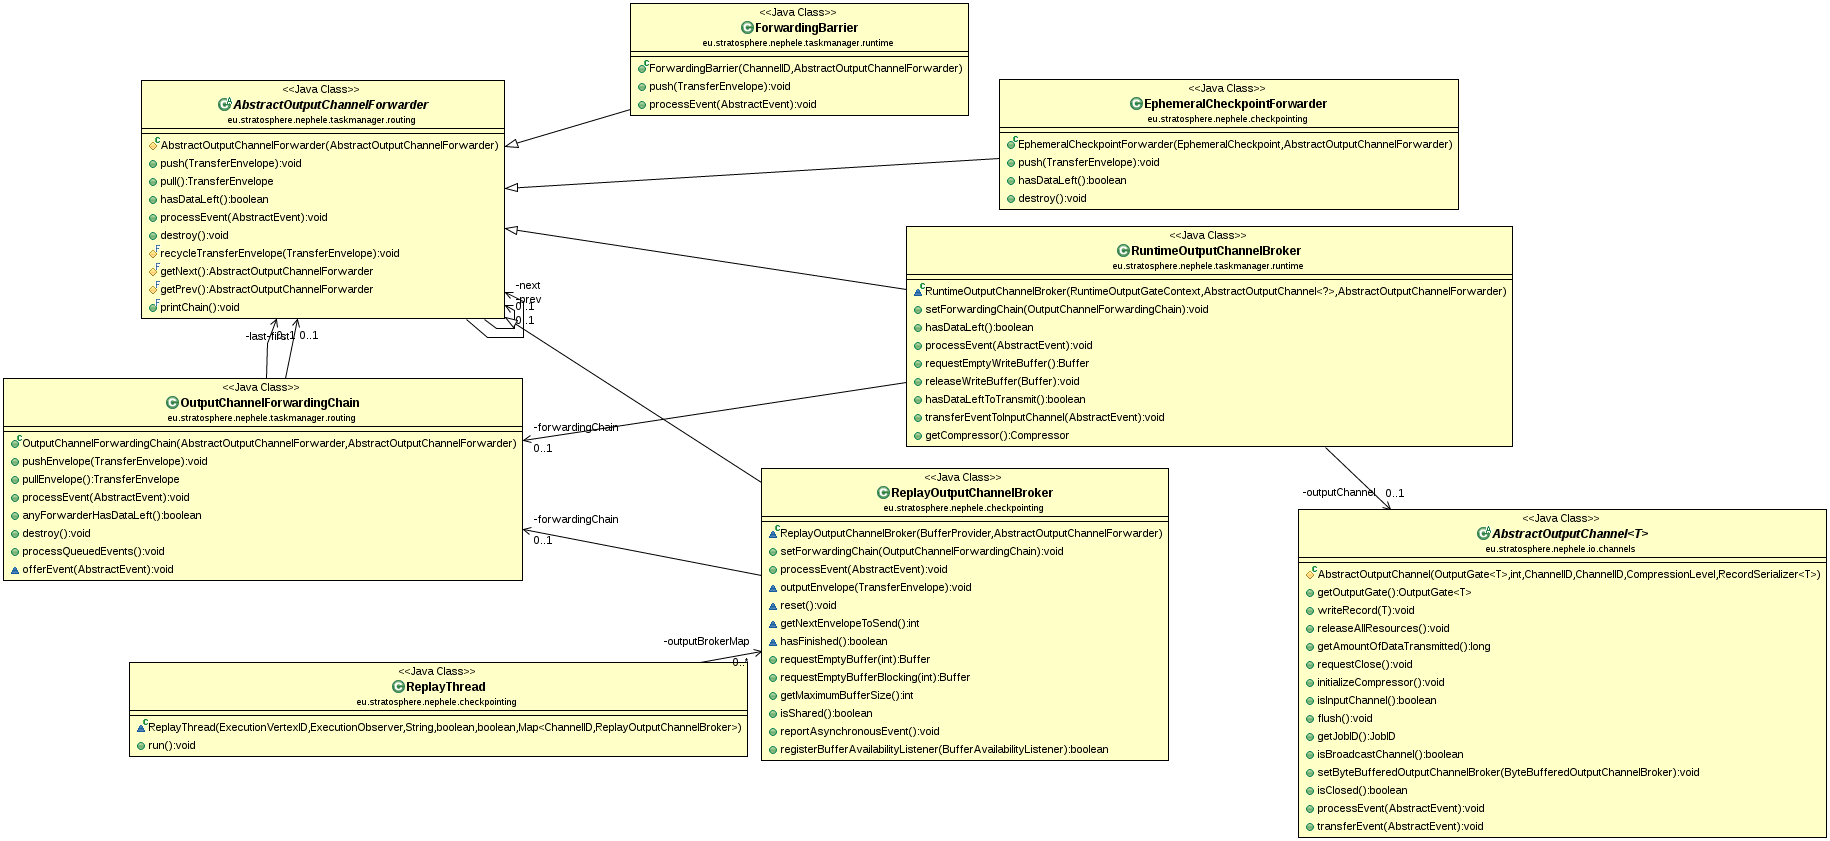 <<Java Class>>
ForwardingBarrier
eu.stratosphere.nephele.taskmanager.runtime
ForwardingBarrier(ChannelID,AbstractOutputChannelForwarder)
push(TransferEnvelope):void
processEvent(AbstractEvent):void
<<Java Class>>
AbstractOutputChannelForwarder
eu.stratosphere.nephele.taskmanager.routing
AbstractOutputChannelForwarder(AbstractOutputChannelForwarder)
push(TransferEnvelope):void
pull():TransferEnvelope
hasDataLeft():boolean
processEvent(AbstractEvent):void
destroy():void
recycleTransferEnvelope(TransferEnvelope):void
getNext():AbstractOutputChannelForwarder
getPrev():AbstractOutputChannelForwarder
printChain():void
<<Java Class>>
EphemeralCheckpointForwarder
eu.stratosphere.nephele.checkpointing
EphemeralCheckpointForwarder(EphemeralCheckpoint,AbstractOutputChannelForwarder)
push(TransferEnvelope):void
hasDataLeft():boolean
destroy():void
<<Java Class>>
RuntimeOutputChannelBroker
eu.stratosphere.nephele.taskmanager.runtime
RuntimeOutputChannelBroker(RuntimeOutputGateContext,AbstractOutputChannel<?>,AbstractOutputChannelForwarder)
setForwardingChain(OutputChannelForwardingChain):void
hasDataLeft():boolean
processEvent(AbstractEvent):void
requestEmptyWriteBuffer():Buffer
releaseWriteBuffer(Buffer):void
hasDataLeftToTransmit():boolean
transferEventToInputChannel(AbstractEvent):void
getCompressor():Compressor
-next
-prev
0..1
0..1
-last
-first
0..1
0..1
<<Java Class>>
OutputChannelForwardingChain
eu.stratosphere.nephele.taskmanager.routing
OutputChannelForwardingChain(AbstractOutputChannelForwarder,AbstractOutputChannelForwarder)
pushEnvelope(TransferEnvelope):void
pullEnvelope():TransferEnvelope
processEvent(AbstractEvent):void
anyForwarderHasDataLeft():boolean
destroy():void
processQueuedEvents():void
offerEvent(AbstractEvent):void
-forwardingChain
0..1
-forwardingChain
0..1
<<Java Class>>
ReplayOutputChannelBroker
eu.stratosphere.nephele.checkpointing
ReplayOutputChannelBroker(BufferProvider,AbstractOutputChannelForwarder)
setForwardingChain(OutputChannelForwardingChain):void
processEvent(AbstractEvent):void
outputEnvelope(TransferEnvelope):void
reset():void
getNextEnvelopeToSend():int
hasFinished():boolean
requestEmptyBuffer(int):Buffer
requestEmptyBufferBlocking(int):Buffer
getMaximumBufferSize():int
isShared():boolean
reportAsynchronousEvent():void
registerBufferAvailabilityListener(BufferAvailabilityListener):boolean
-outputChannel
0..1
<<Java Class>>
AbstractOutputChannel<T>
eu.stratosphere.nephele.io.channels
AbstractOutputChannel(OutputGate<T>,int,ChannelID,ChannelID,CompressionLevel,RecordSerializer<T>)
getOutputGate():OutputGate<T>
writeRecord(T):void
releaseAllResources():void
getAmountOfDataTransmitted():long
requestClose():void
initializeCompressor():void
isInputChannel():boolean
flush():void
getJobID():JobID
isBroadcastChannel():boolean
setByteBufferedOutputChannelBroker(ByteBufferedOutputChannelBroker):void
isClosed():boolean
processEvent(AbstractEvent):void
transferEvent(AbstractEvent):void
-outputBrokerMap
0..*
<<Java Class>>
ReplayThread
eu.stratosphere.nephele.checkpointing
ReplayThread(ExecutionVertexID,ExecutionObserver,String,boolean,boolean,Map<ChannelID,ReplayOutputChannelBroker>)
run():void